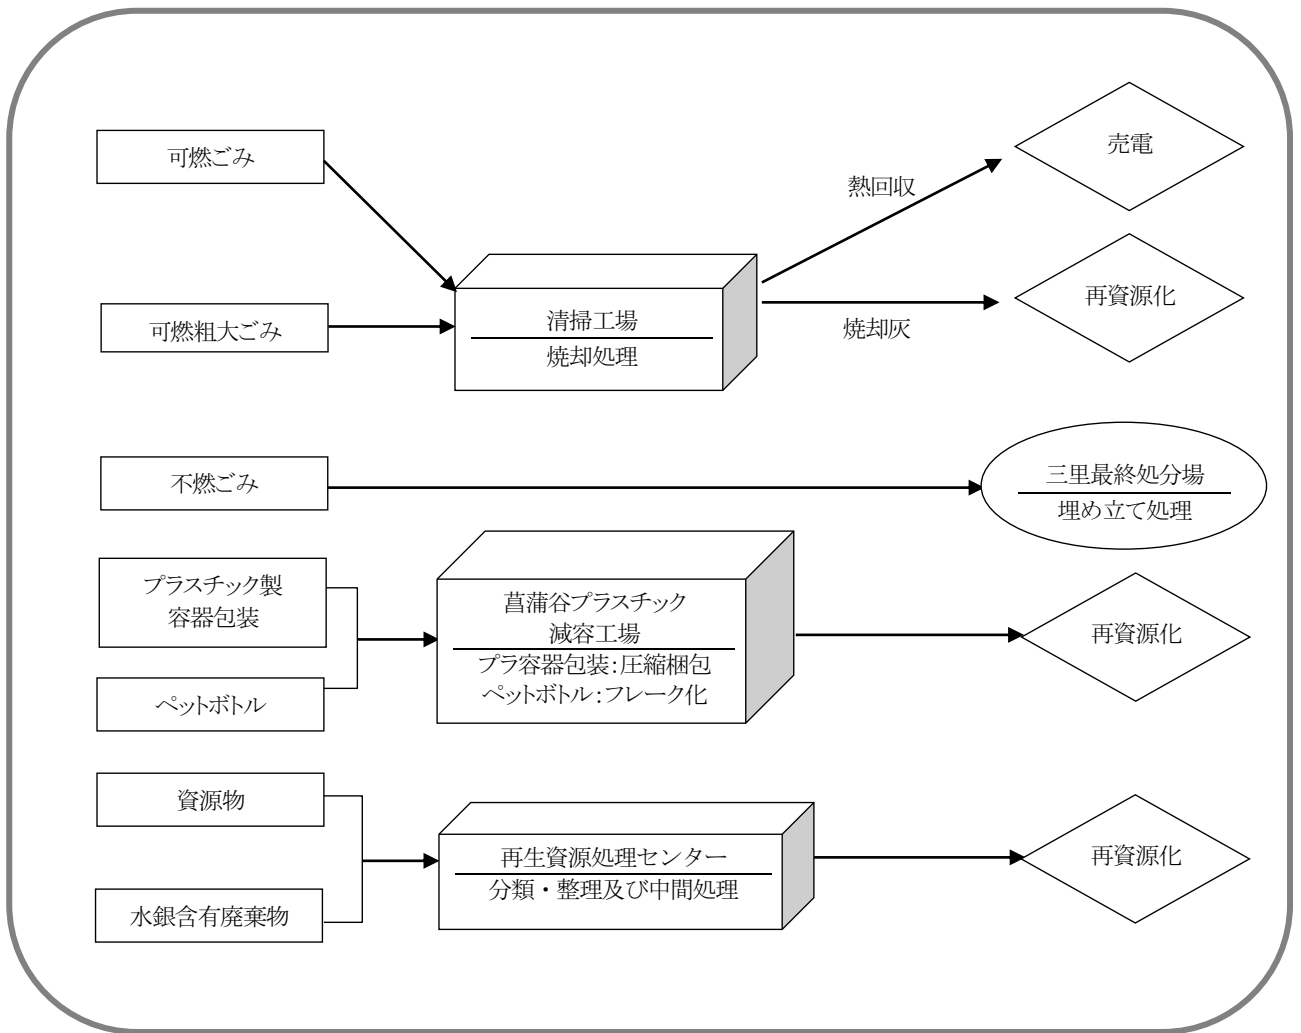 可燃ごみ
可燃粗大ごみ
清掃工場
焼却処理
熱回収
売電
焼却灰
再資源化
不燃ごみ
三里最終処分場
埋め立て処理
プラスチック製
容器包装
ペットボトル
菖蒲谷プラスチック
減容工場
プラ容器包装：圧縮梱包
ペットボトル：フレーク化
再資源化
資源物
水銀含有廃棄物
再生資源処理センター
分類・整理及び中間処理
再資源化